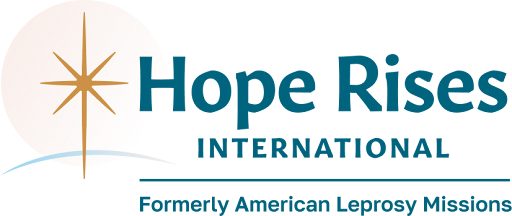 Hope Rises
INTERNATIONAL
Formerly American Leprosy Missions